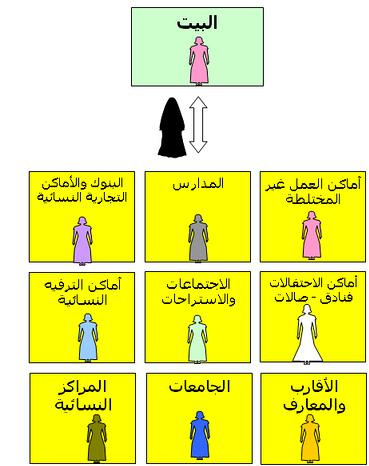 البيت
أماكن العمل غير
المختلطة
المدارس
البنوك والأماكن
التجارية النسائية
أماكن الاحتفالات
فنادق - صالات
الاجتماعات
والاستراحات
أماكن الترفيه
النسائية
الأقارب
والمعارف
الجامعات
المراكز
النسائية